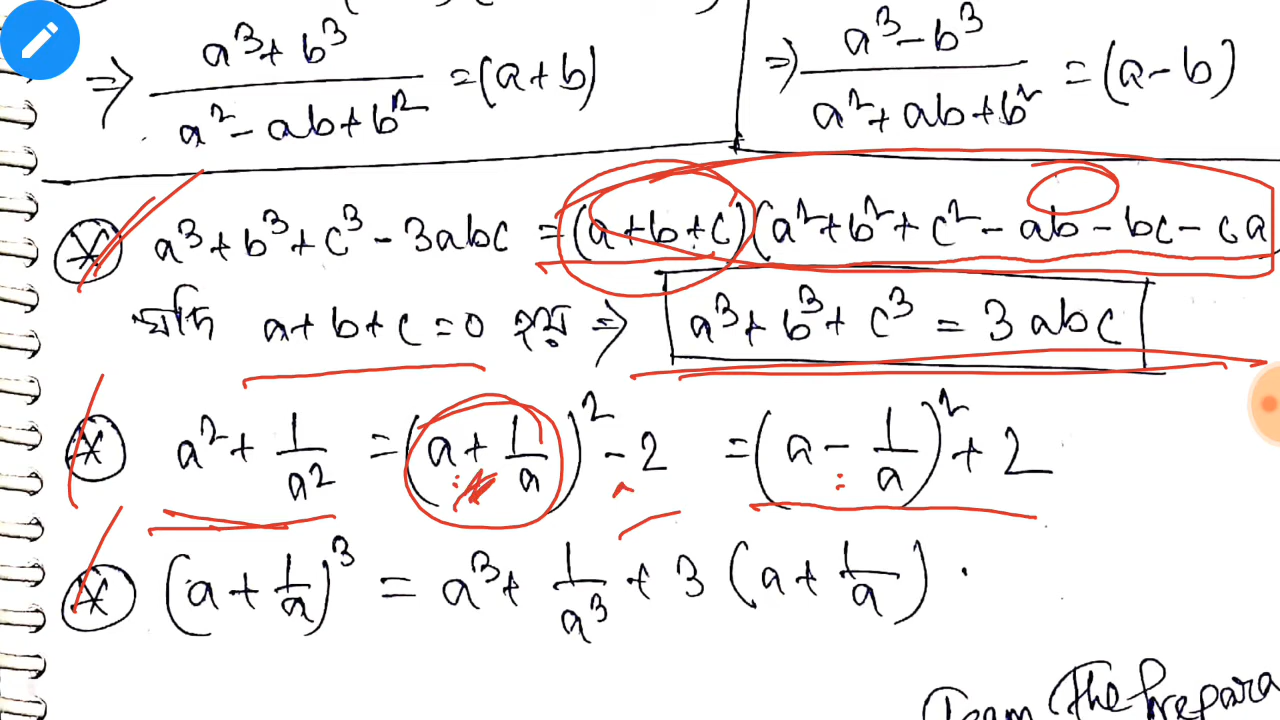 ⇒ a³+b³ / a²-ab+b² = (a+b)
⇒ a³-b³ / a²+ab+b² = (a-b)
a³+b³+c³-3abc = (a+b+c)(a²+b²+c²-ab-bc-ca
যদি a+b+c=0 হয় ⇒ a³+b³+c³ = 3abc
a²+1/a² = (a+1/a)²-2 = (a-1/a)²+2
(a+1/a)³ = a³+1/a³+3(a+1/a).
Team The Prepara